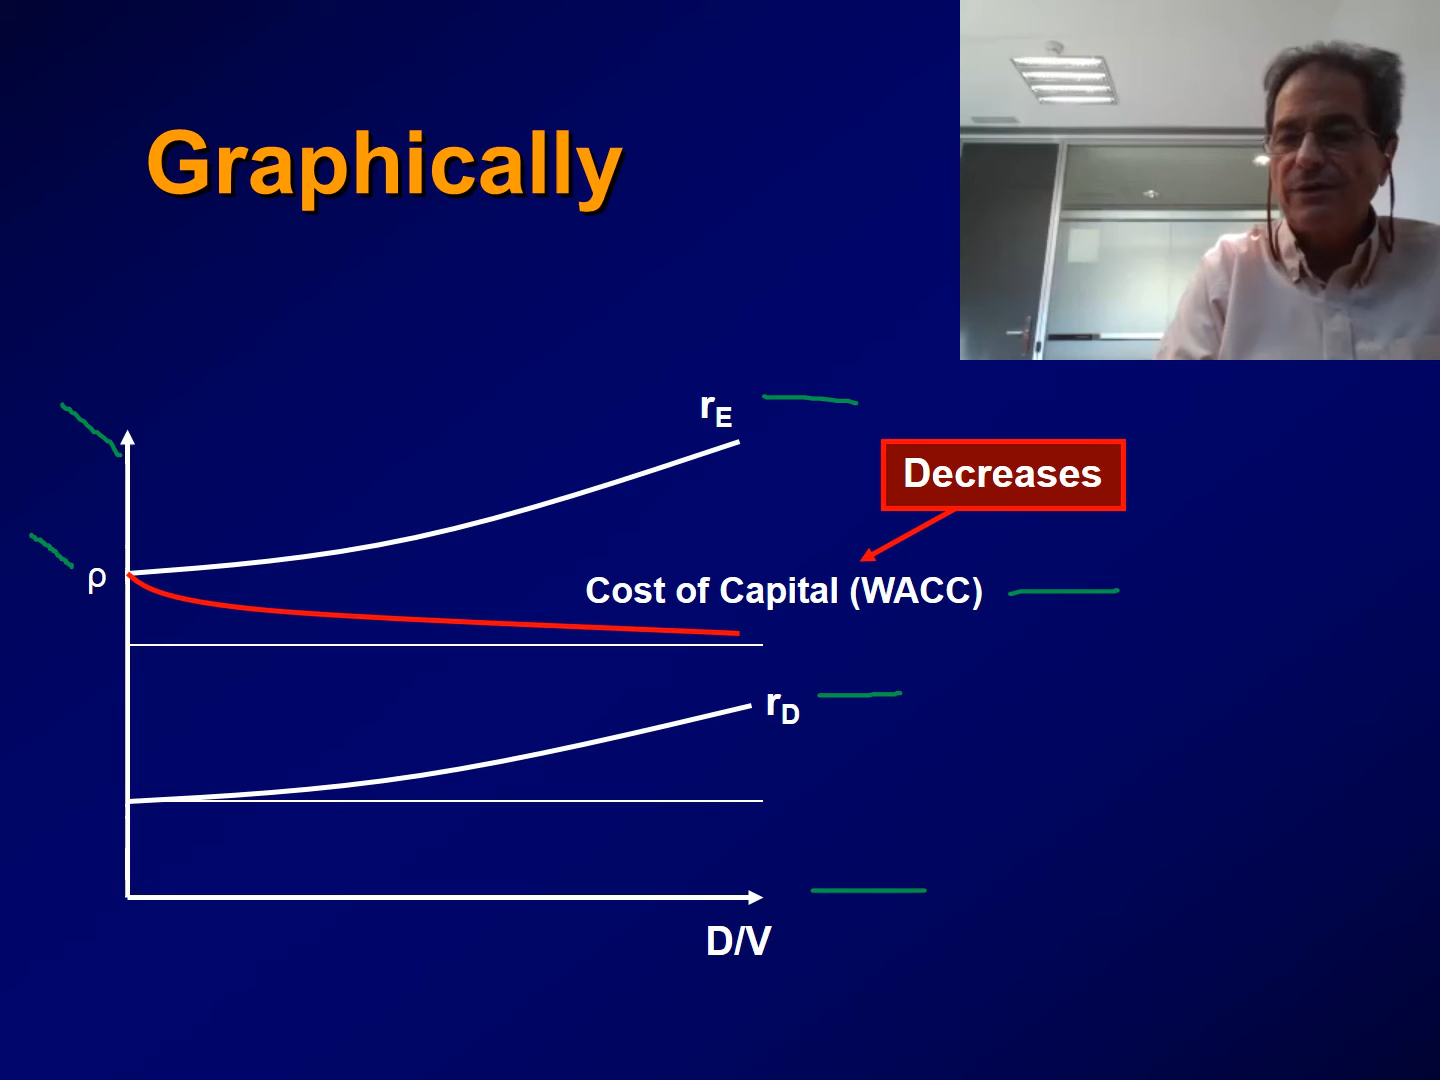 Graphically
rE
Decreases
ρ
Cost of Capital (WACC)
rD
D/V